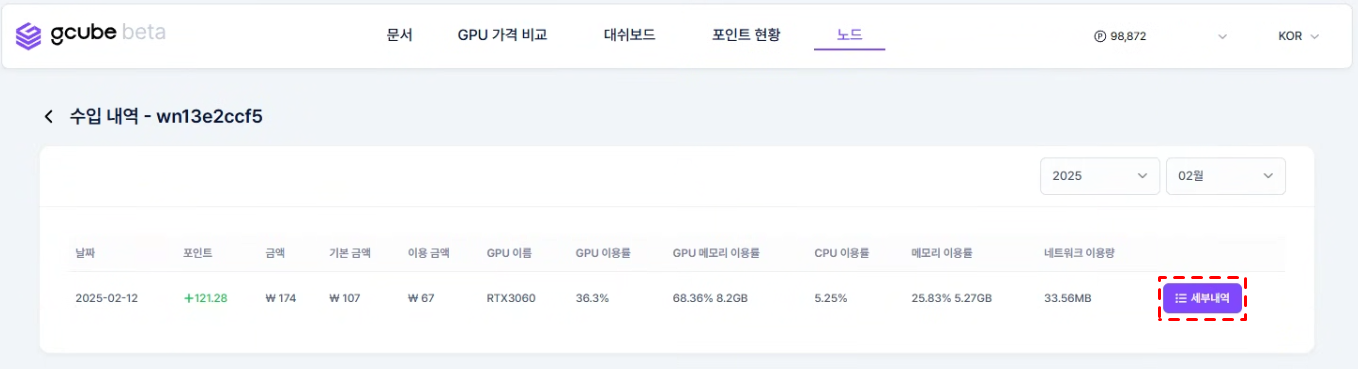 gcube beta 문서 GPU 가격 비교 대쉬보드 포인트 현황 노드 Ⓟ 98,872 KOR
수입 내역 - wn13e2ccf5
2025 02월
날짜 포인트 금액 기본 금액 이용 금액 GPU 이름 GPU 이용률 GPU 메모리 이용률 CPU 이용률 메모리 이용률 네트워크 이용량
2025-02-12 +121.28 ₩ 174 ₩ 107 ₩ 67 RTX3060 36.3% 68.36% 8.2GB 5.25% 25.83% 5.27GB 33.56MB 세부내역